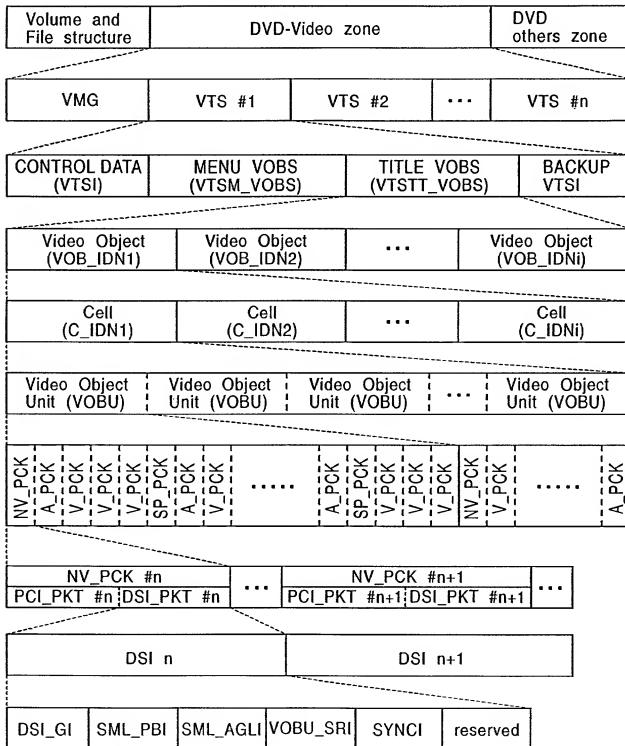 Volume and
File structure
DVD-Video zone
DVD
others zone
VMG
VTS #1
VTS #2
...
VTS #n
CONTROL DATA
(VTSI)
MENU VOBS
(VTSM_VOBS)
TITLE VOBS
(VTSTT_VOBS)
BACKUP
VTSI
Video Object
(VOB_IDN1)
Video Object
(VOB_IDN2)
...
Video Object
(VOB_IDNi)
Cell
(C_IDN1)
Cell
(C_IDN2)
...
Cell
(C_IDNi)
Video Object
Unit (VOBU)
Video Object
Unit (VOBU)
Video Object
Unit (VOBU)
...
Video Object
Unit (VOBU)
NV_PCK
A_PCK
V_PCK
V_PCK
V_PCK
SP_PCK
A_PCK
V_PCK
.....
A_PCK
SP_PCK
V_PCK
V_PCK
V_PCK
NV_PCK
V_PCK
.....
A_PCK
NV_PCK #n
PCI_PKT #n
DSI_PKT #n
...
NV_PCK #n+1
PCI_PKT #n+1
DSI_PKT #n+1
...
DSI n
DSI n+1
DSI_GI
SML_PBI
SML_AGLI
VOBU_SRI
SYNCI
reserved